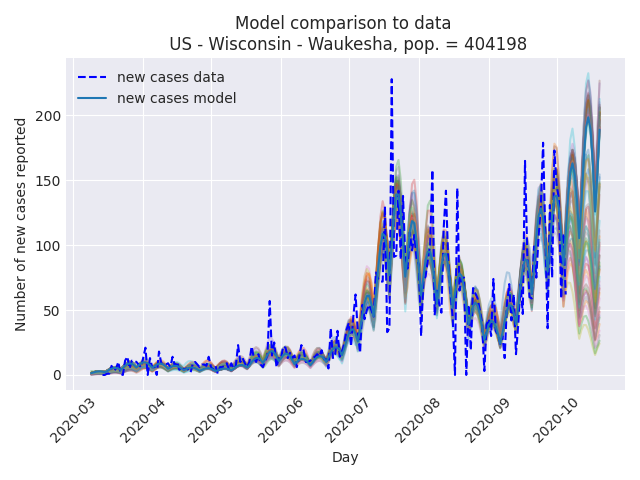 Model comparison to data
US - Wisconsin - Waukesha, pop. = 404198
new cases data
new cases model
Number of new cases reported
200
150
100
50
0
2020-03
2020-04
2020-05
2020-06
2020-07
2020-08
2020-09
2020-10
Day